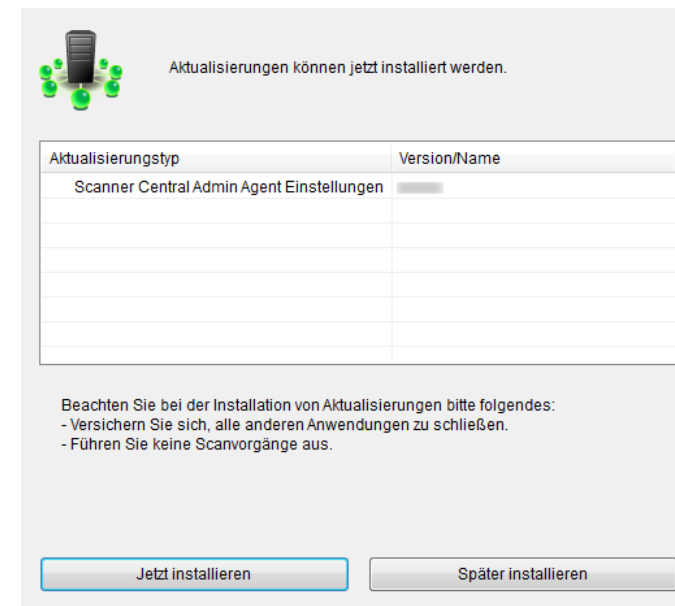 Aktualisierungen können jetzt installiert werden.
Aktualisierungstyp Version/Name
Scanner Central Admin Agent Einstellungen
Beachten Sie bei der Installation von Aktualisierungen bitte folgendes:
- Versichern Sie sich, alle anderen Anwendungen zu schließen.
- Führen Sie keine Scanvorgänge aus.
Jetzt installieren Später installieren